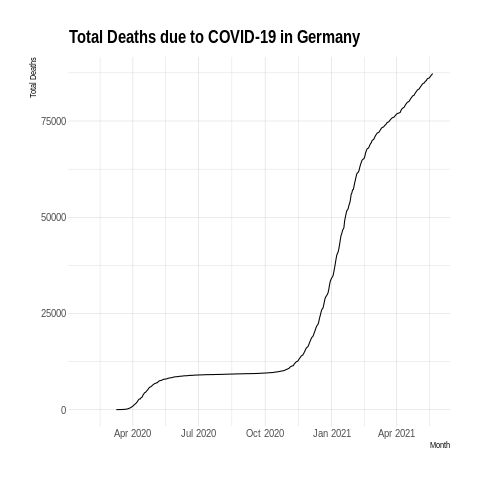 Total Deaths due to COVID-19 in Germany
Total Deaths
75000
50000
25000
0
Apr 2020 Jul 2020 Oct 2020 Jan 2021 Apr 2021
Month